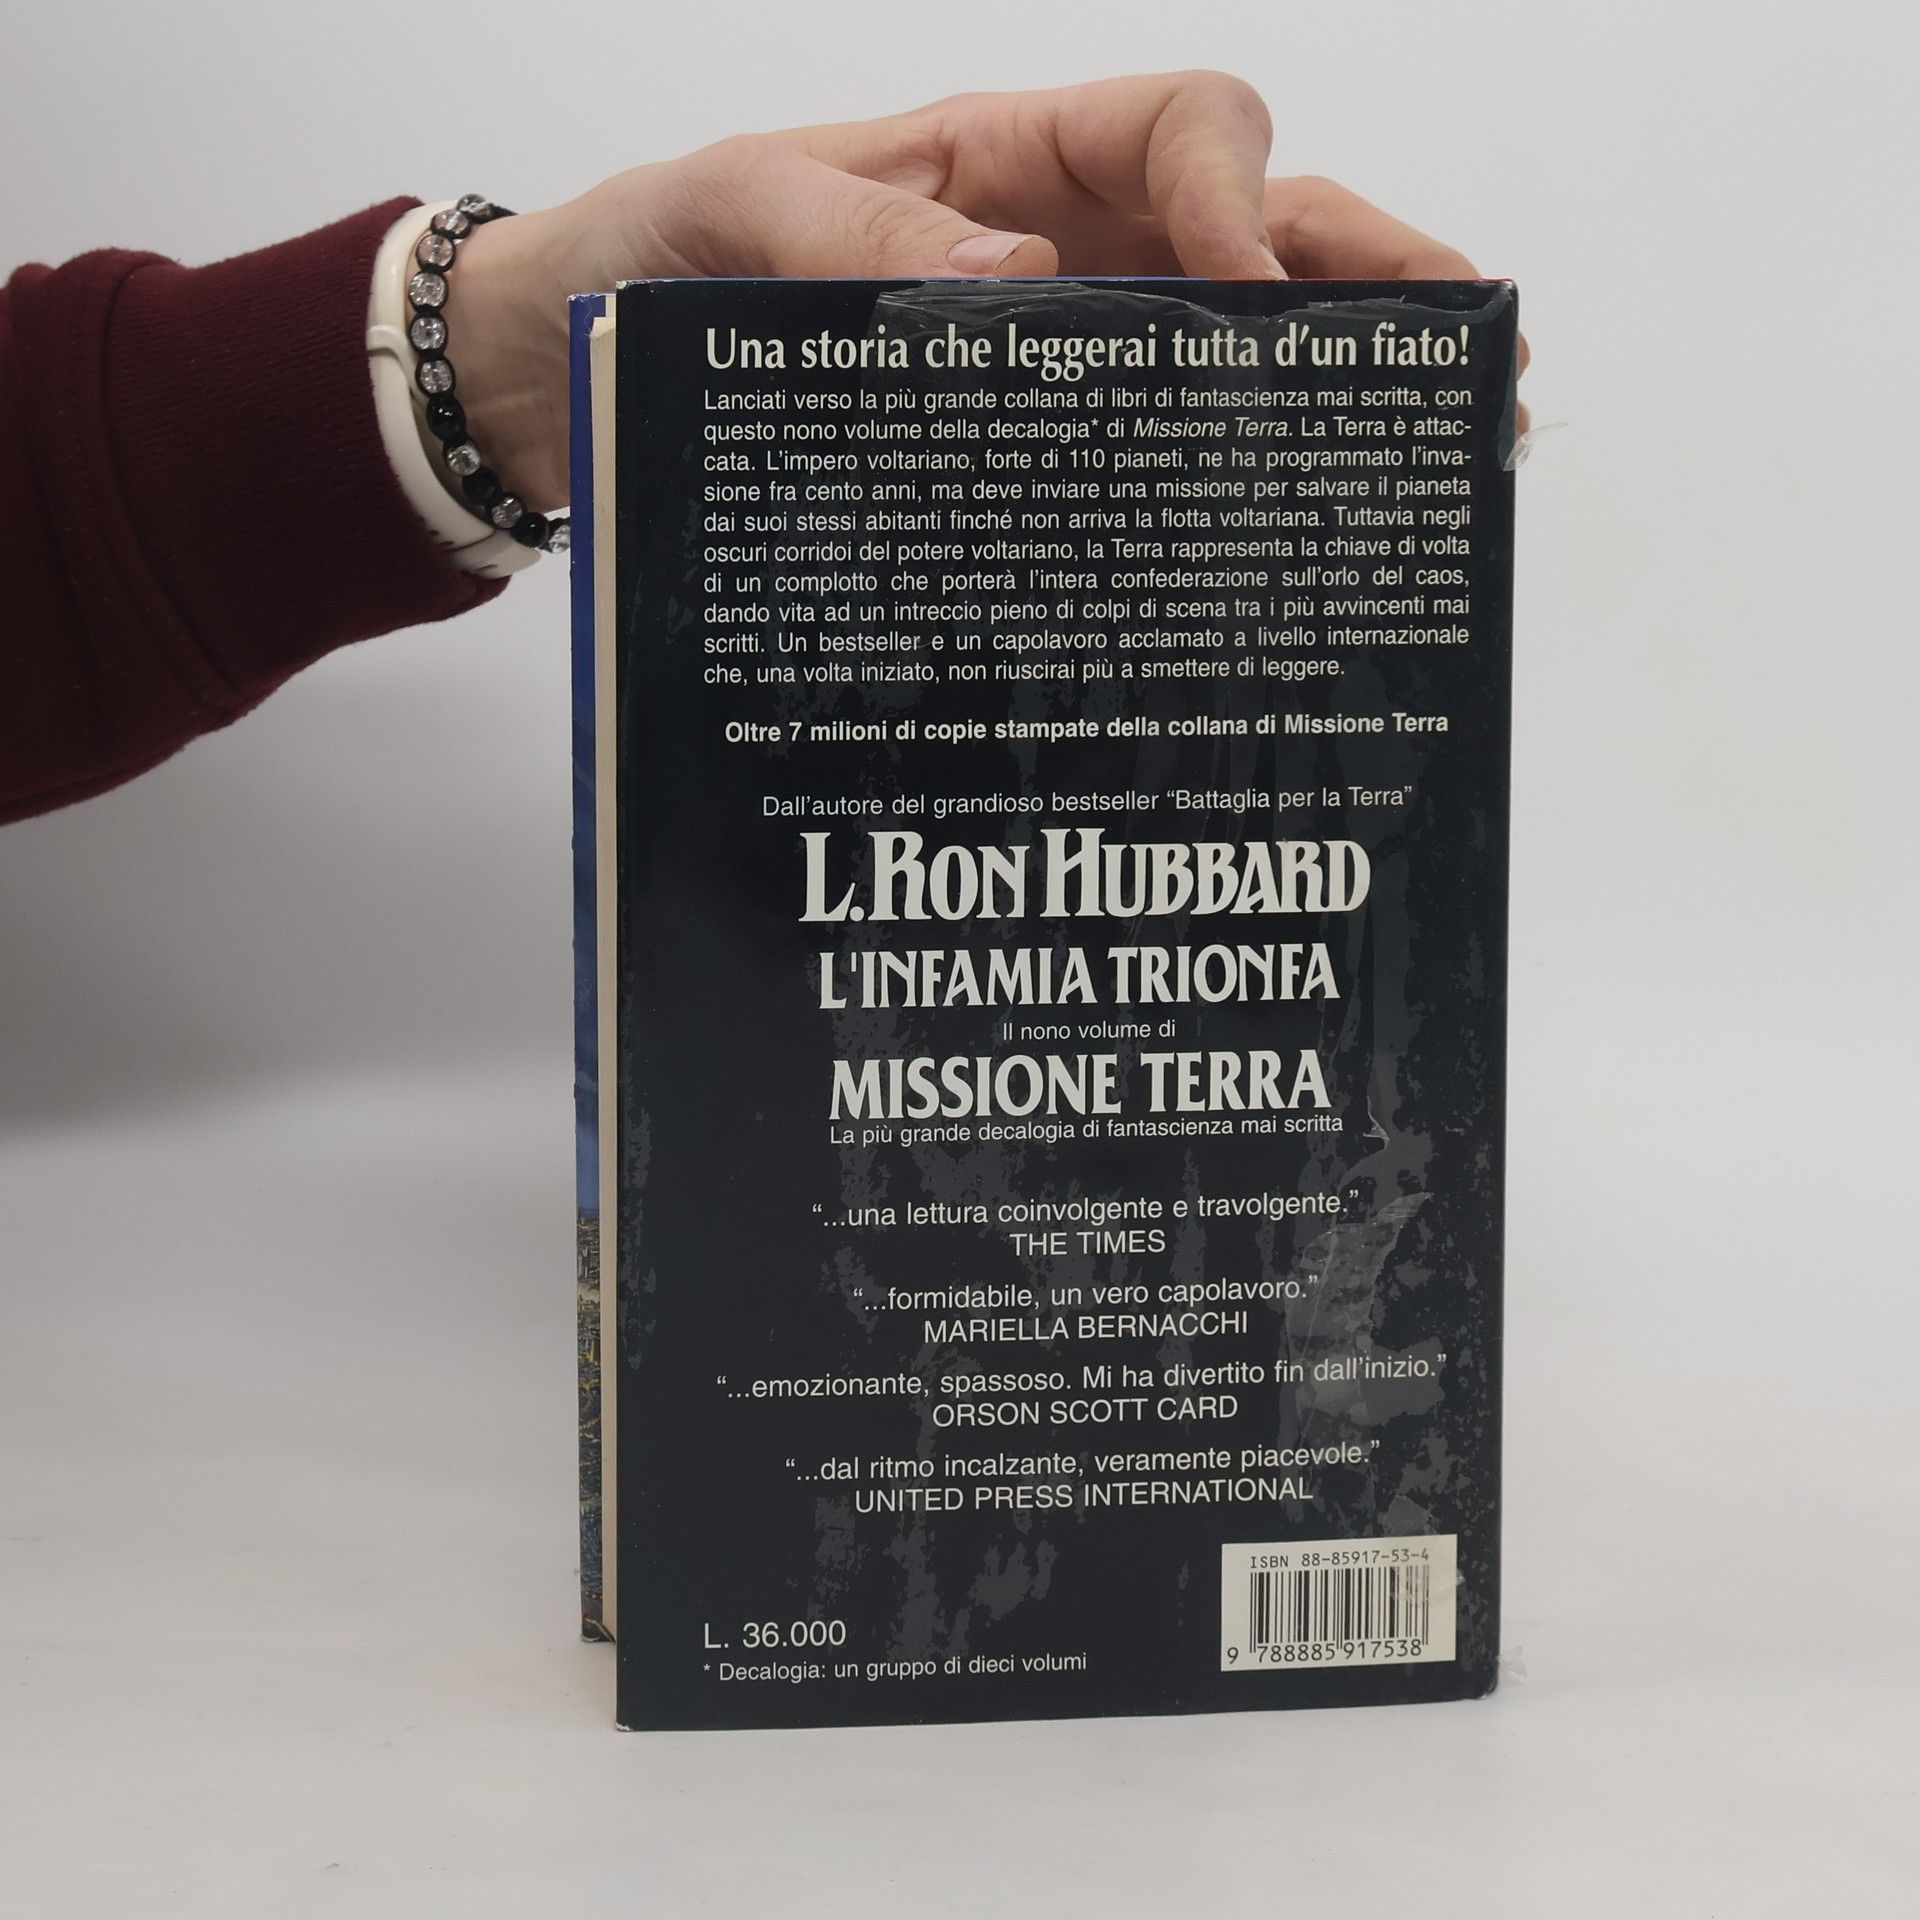 Una storia che leggerai tutta d'un fiato!
Lanciati verso la più grande collana di libri di fantascienza mai scritta, con
questo nono volume della decalogia* di Missione Terra. La Terra è attac-
cata. L'impero voltariano, forte di 110 pianeti, ne ha programmato l'inva-
sione fra cento anni, ma deve inviare una missione per salvare il pianeta
dai suoi stessi abitanti finché non arriva la flotta voltariana. Tuttavia negli
oscuri corridoi del potere voltariano, la Terra rappresenta la chiave di volta
di un complotto che porterà l'intera confederazione sull'orlo del caos,
dando vita ad un intreccio pieno di colpi di scena tra i più avvincenti mai
scritti. Un bestseller e un capolavoro acclamato a livello internazionale
che, una volta iniziato, non riuscirai più a smettere di leggere.
Oltre 7 milioni di copie stampate della collana di Missione Terra
Dall'autore del grandioso bestseller “Battaglia per la Terra”
L. RON HUBBARD
L'INFAMIA TRIONFA
Il nono volume di
MISSIONE TERRA
La più grande decalogia di fantascienza mai scritta
“...una lettura coinvolgente e travolgente.”
THE TIMES
“...formidabile, un vero capolavoro.”
MARIELLA BERNACCHI
“...emozionante, spassoso. Mi ha divertito fin dall'inizio.”
ORSON SCOTT CARD
“...dal ritmo incalzante, veramente piacevole.”
UNITED PRESS INTERNATIONAL
ISBN 88-85917-53-4
9 788885 917538
L. 36.000
* Decalogia: un gruppo di dieci volumi